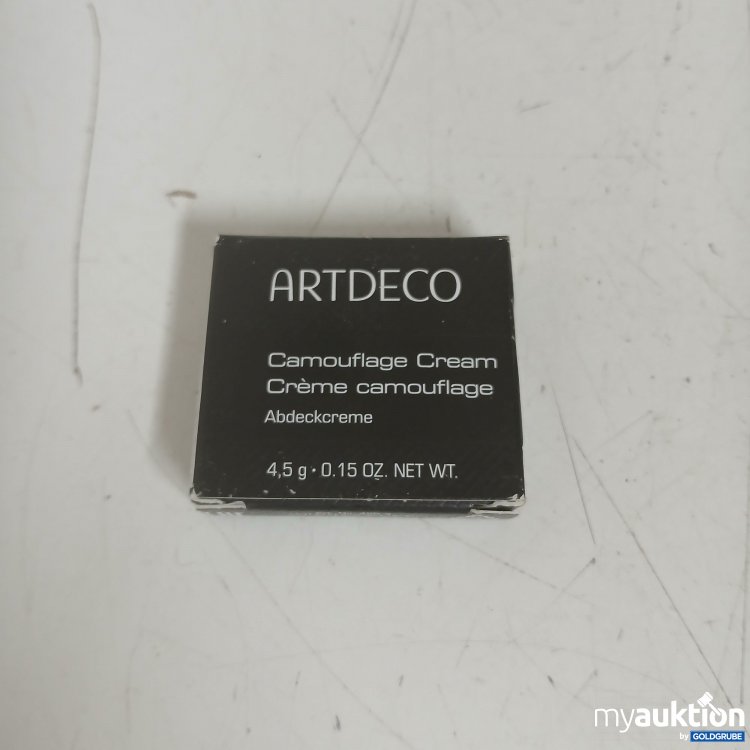 ARTDECO
Camouflage Cream
Crème camouflage
Abdeckcreme
4,5 g · 0.15 OZ. NET WT.
myauktion
by GOLDGRUBE